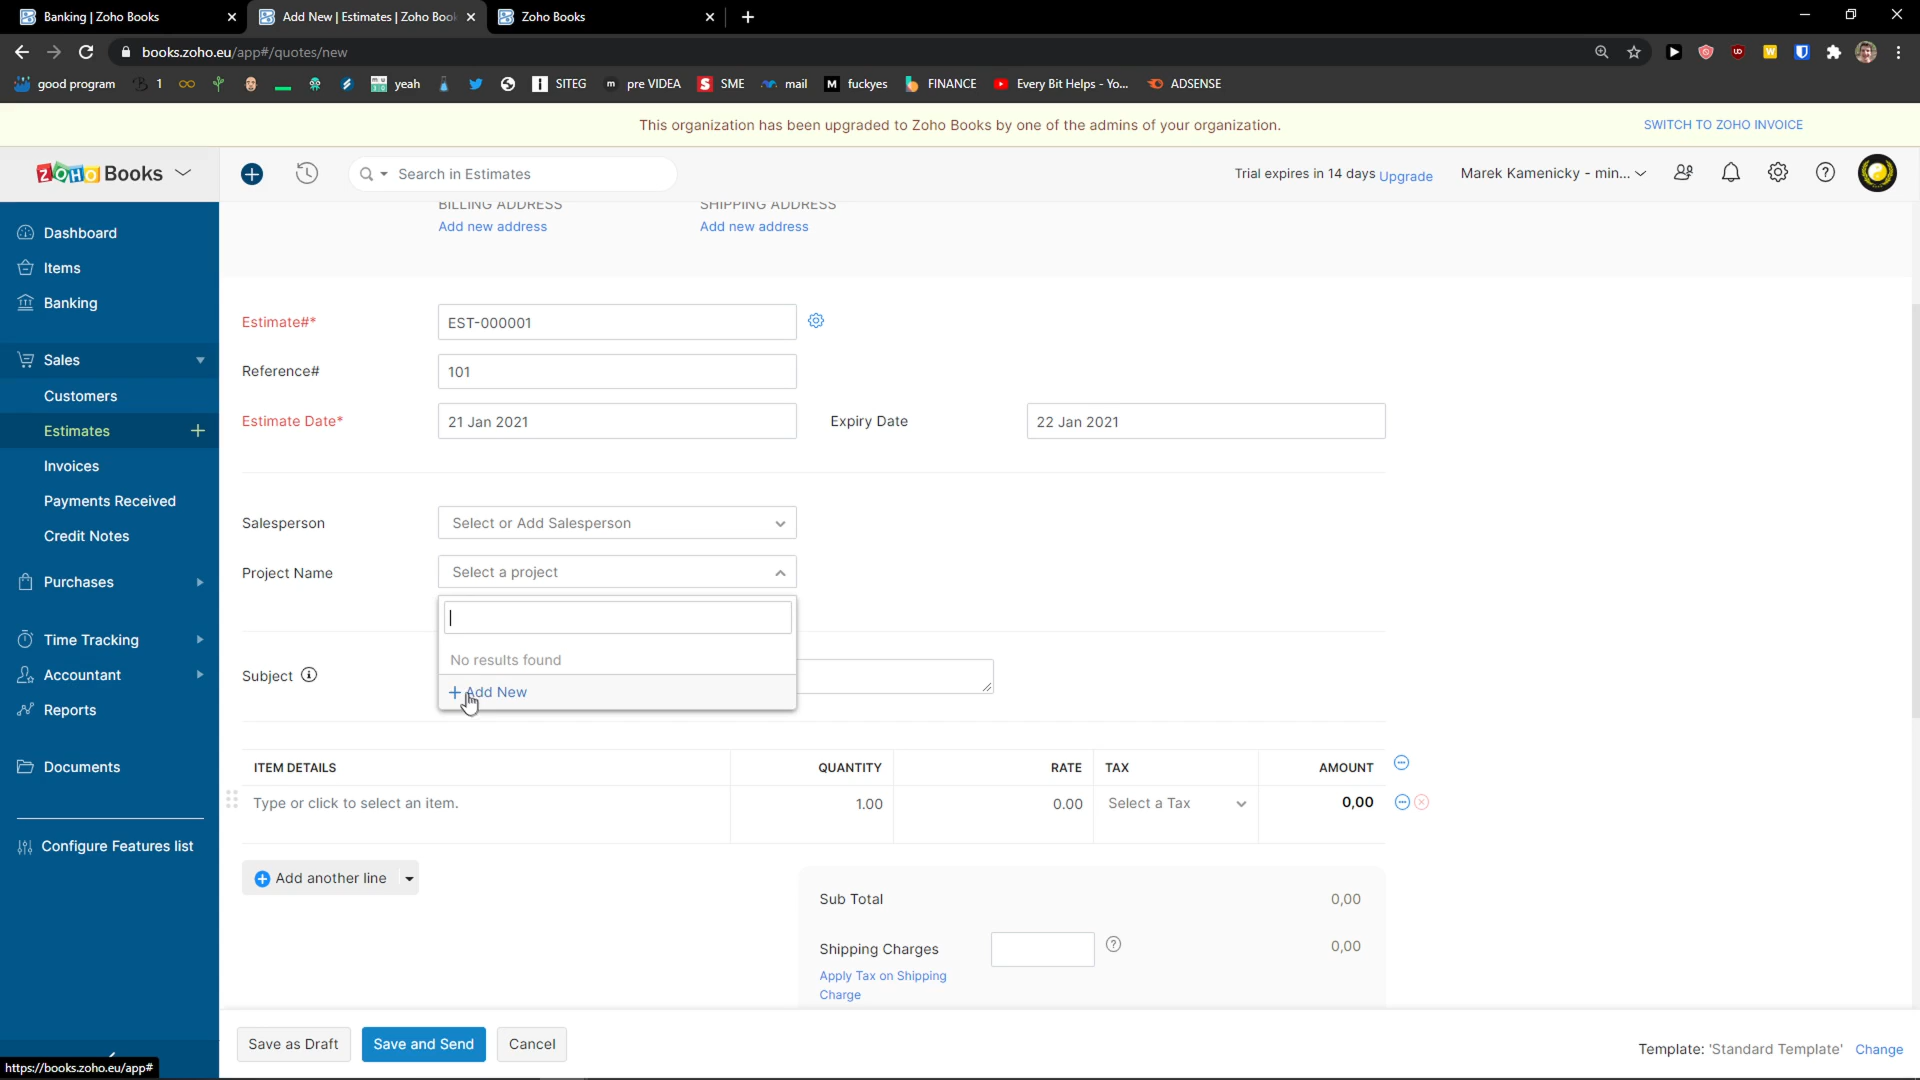 Banking | Zoho Books
Add New | Estimates | Zoho Book
Zoho Books
books.zoho.eu/app#/quotes/new
good program
1
yeah
SITEG
pre VIDEA
SME
mail
fuckyes
FINANCE
Every Bit Helps - Yo...
ADSENSE
This organization has been upgraded to Zoho Books by one of the admins of your organization.
SWITCH TO ZOHO INVOICE
ZOHO Books
Search in Estimates
Trial expires in 14 days Upgrade
Marek Kamenicky - min...
BILLING ADDRESS
SHIPPING ADDRESS
Add new address
Add new address
Dashboard
Items
Banking
Sales
Customers
Estimates
Invoices
Payments Received
Credit Notes
Purchases
Time Tracking
Accountant
Reports
Documents
Configure Features list
Estimate#*
EST-000001
Reference#
101
Estimate Date*
21 Jan 2021
Expiry Date
22 Jan 2021
Salesperson
Select or Add Salesperson
Project Name
Select a project
No results found
+ Add New
Subject
ITEM DETAILS
QUANTITY
RATE
TAX
AMOUNT
Type or click to select an item.
1.00
0.00
Select a Tax
0,00
Add another line
Sub Total
0,00
Shipping Charges
0,00
Apply Tax on Shipping
Charge
Save as Draft
Save and Send
Cancel
Template: 'Standard Template' Change
https://books.zoho.eu/app#